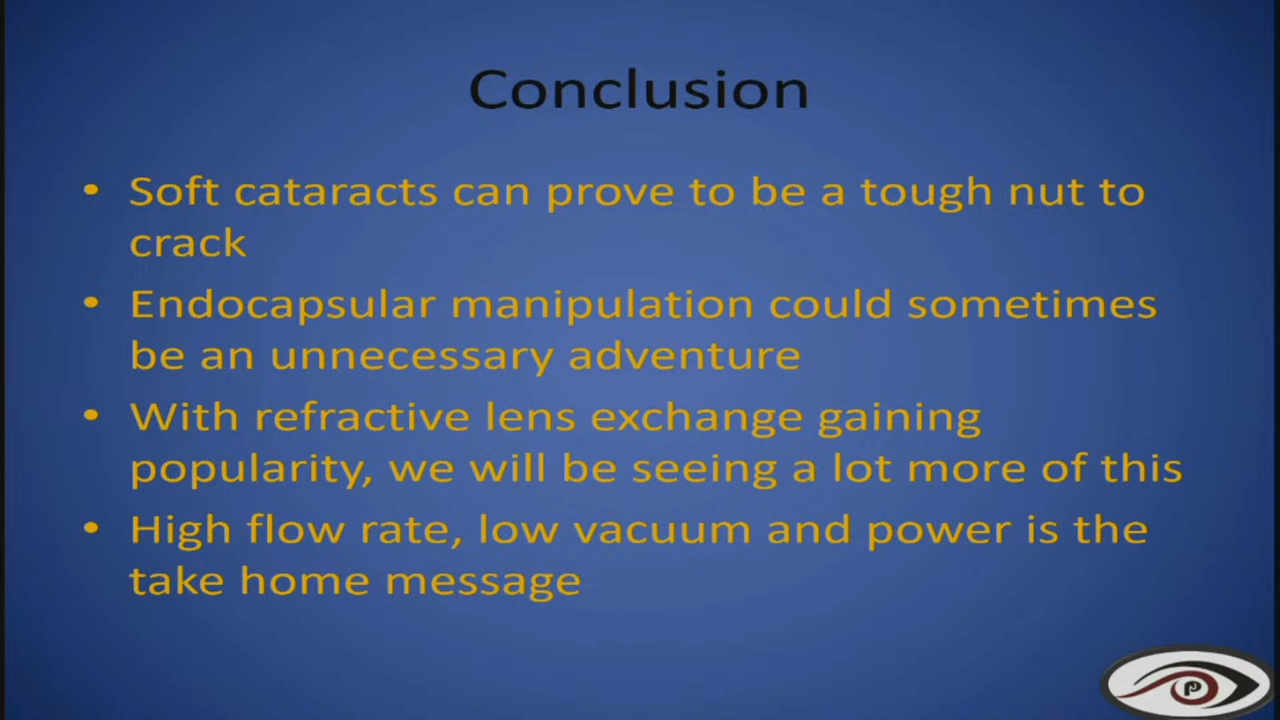 Conclusion
• Soft cataracts can prove to be a tough nut to
crack
• Endocapsular manipulation could sometimes
be an unnecessary adventure
• With refractive lens exchange gaining
popularity, we will be seeing a lot more of this
• High flow rate, low vacuum and power is the
take home message